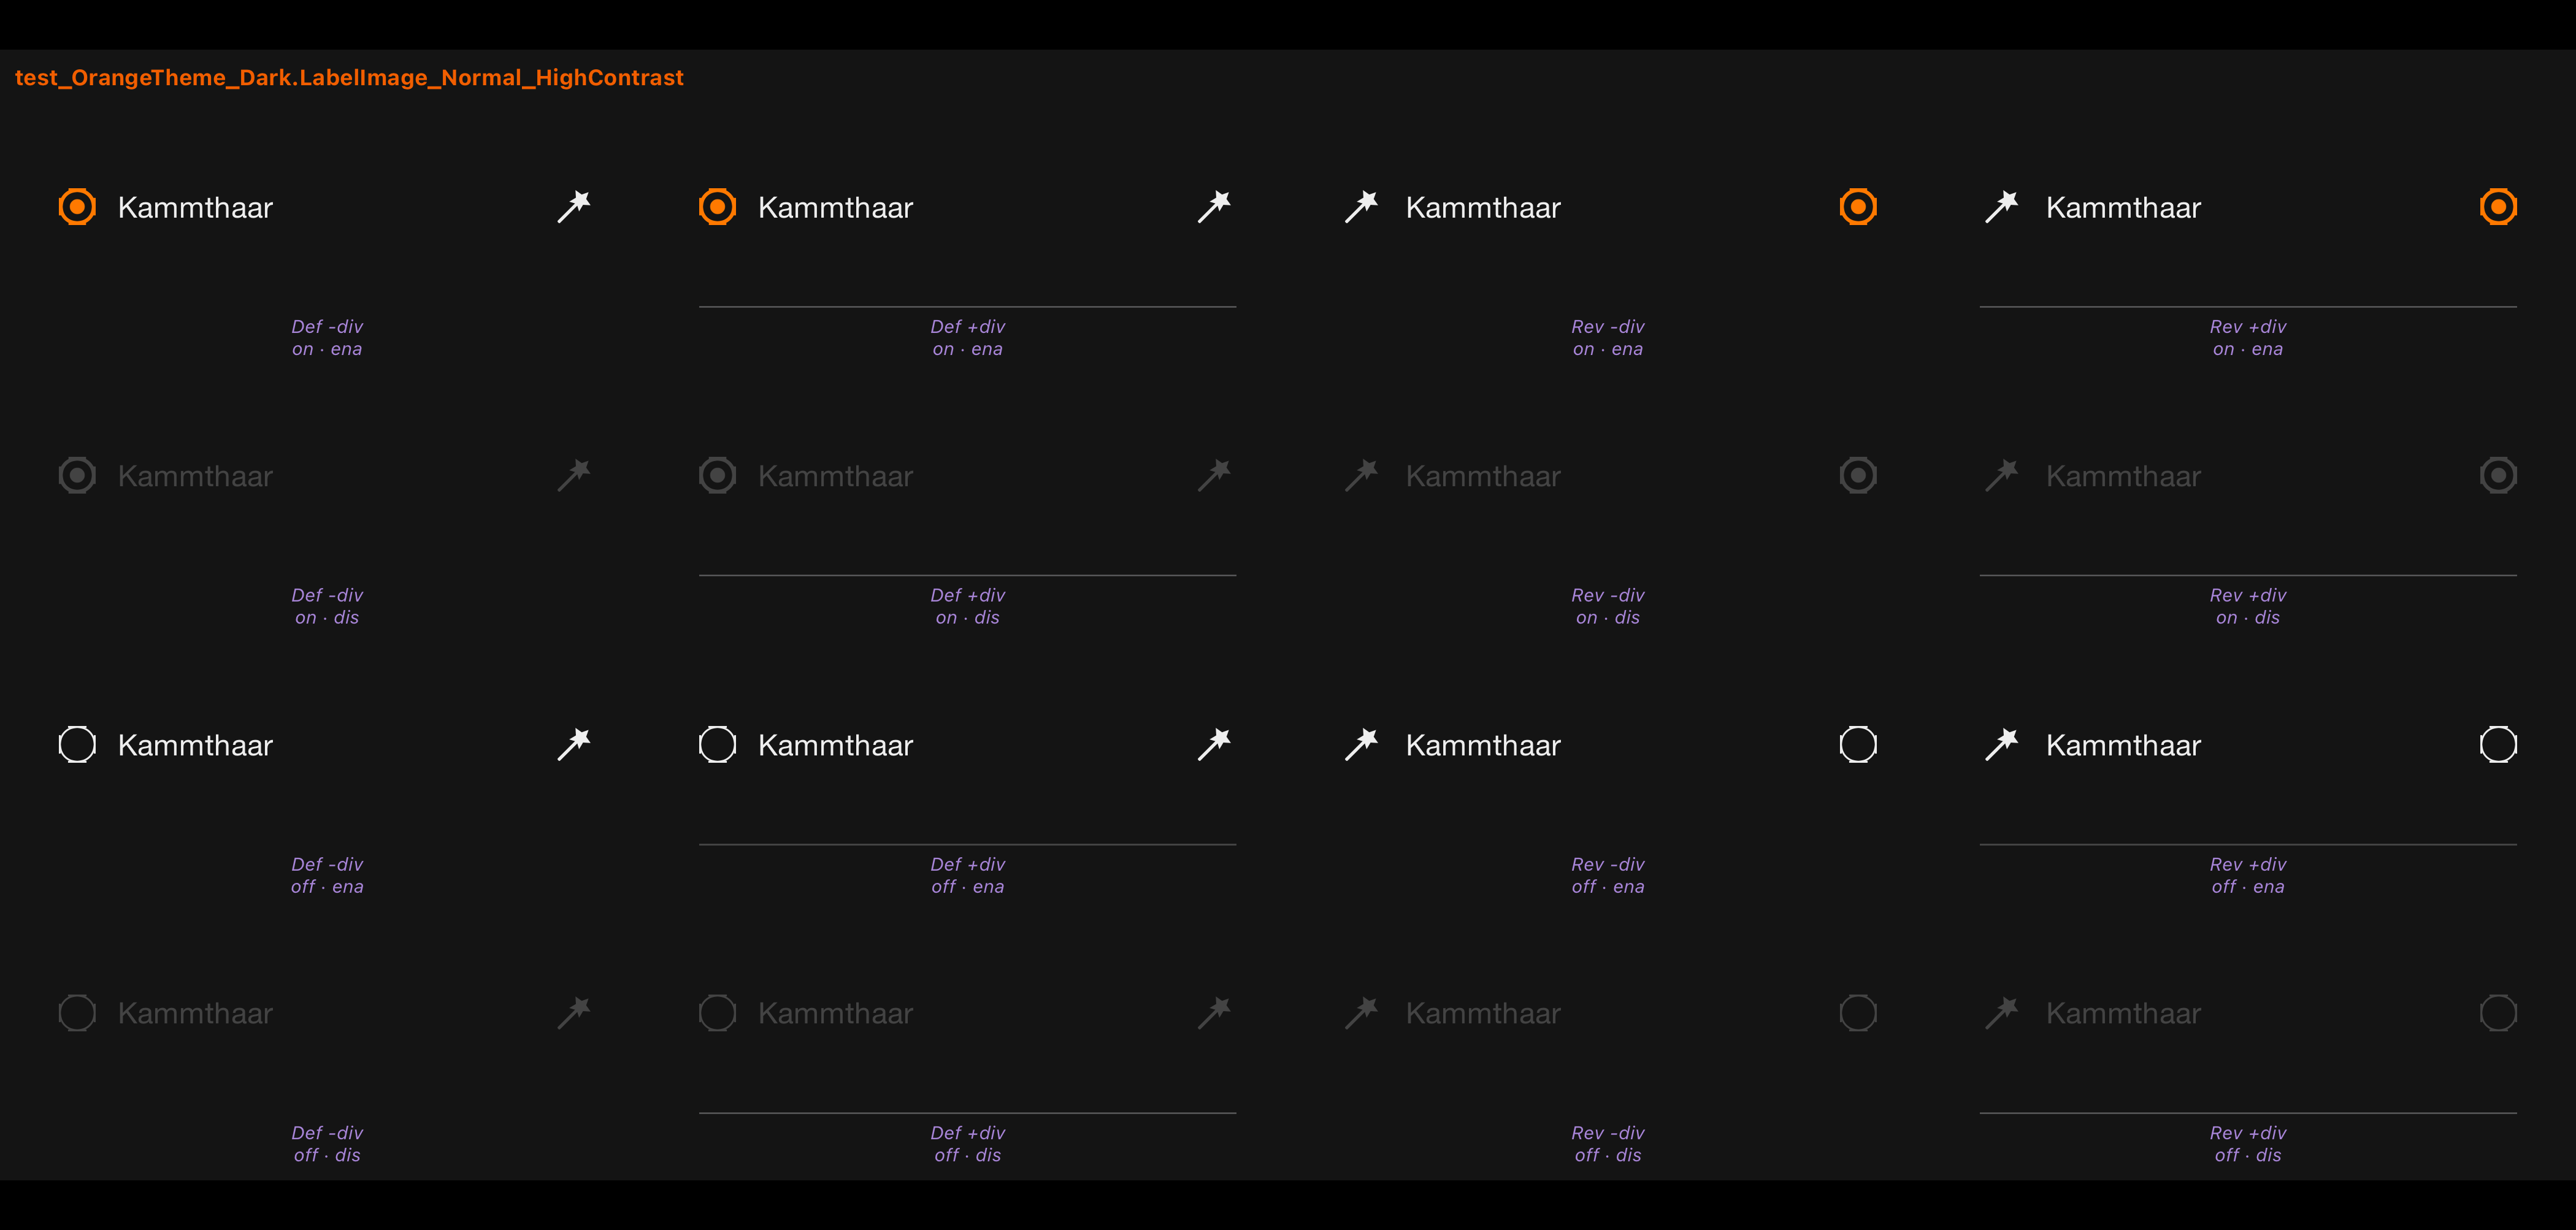 test_OrangeTheme_Dark.LabelImage_Normal_HighContrast
Kammthaar
Kammthaar
Kammthaar
Kammthaar
Def -div
on · ena
Def +div
on · ena
Rev -div
on · ena
Rev +div
on · ena
Kammthaar
Kammthaar
Kammthaar
Kammthaar
Def -div
on · dis
Def +div
on · dis
Rev -div
on · dis
Rev +div
on · dis
Kammthaar
Kammthaar
Kammthaar
Kammthaar
Def -div
off · ena
Def +div
off · ena
Rev -div
off · ena
Rev +div
off · ena
Kammthaar
Kammthaar
Kammthaar
Kammthaar
Def -div
off · dis
Def +div
off · dis
Rev -div
off · dis
Rev +div
off · dis